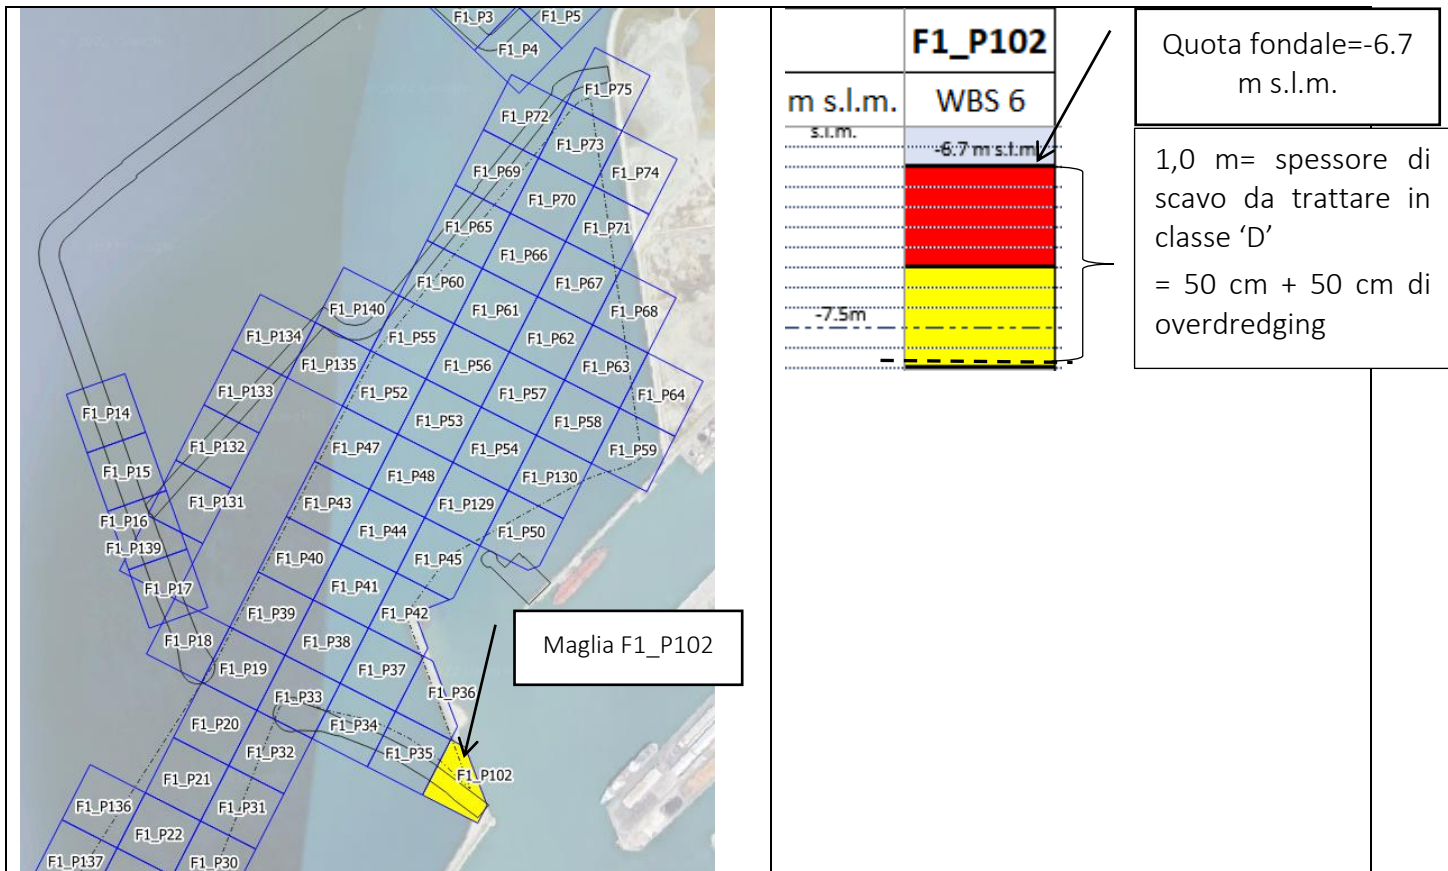 F1_P3
F1_P5
F1_P4
F1_P75
F1_P72
F1_P73
F1_P69
F1_P74
F1_P70
F1_P65
F1_P71
F1_P66
F1_P60
F1_P67
F1_P140
F1_P61
F1_P68
F1_P134
F1_P55
F1_P62
F1_P135
F1_P56
F1_P63
F1_P133
F1_P52
F1_P57
F1_P64
F1_P14
F1_P53
F1_P58
F1_P132
F1_P47
F1_P54
F1_P59
F1_P15
F1_P48
F1_P130
F1_P131
F1_P43
F1_P129
F1_P16
F1_P44
F1_P50
F1_P139
F1_P40
F1_P45
F1_P17
F1_P41
F1_P39
F1_P42
F1_P18
F1_P38
F1_P19
F1_P37
F1_P33
F1_P36
F1_P20
F1_P34
F1_P32
F1_P35
F1_P21
F1_P102
F1_P136
F1_P31
F1_P22
F1_P137
F1_P30
Maglia F1_P102
F1_P102
m s.l.m.
WBS 6
s.l.m.
-6.7 m s.l.m
-7.5m
Quota fondale=-6.7
m s.l.m.
1,0 m= spessore di
scavo da trattare in
classe ‘D’
= 50 cm + 50 cm di
overdredging